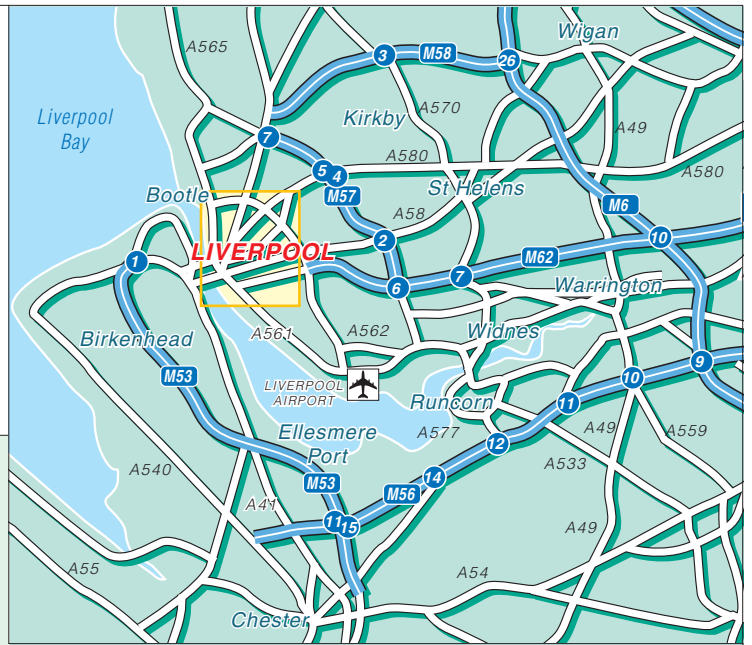 Wigan
A565
3
M58
26
Liverpool
Bay
A570
Kirkby
A49
7
A580
A580
5
4
St Helens
M57
Bootle
M6
A58
2
10
LIVERPOOL
M62
1
7
6
Warrington
A561
A562
Widnes
Birkenhead
9
M53
10
LIVERPOOL
AIRPORT
Runcorn
11
Ellesmere
Port
A577
A49
A559
12
A540
A533
14
M53
M56
A41
11
15
A49
A55
A54
Chester